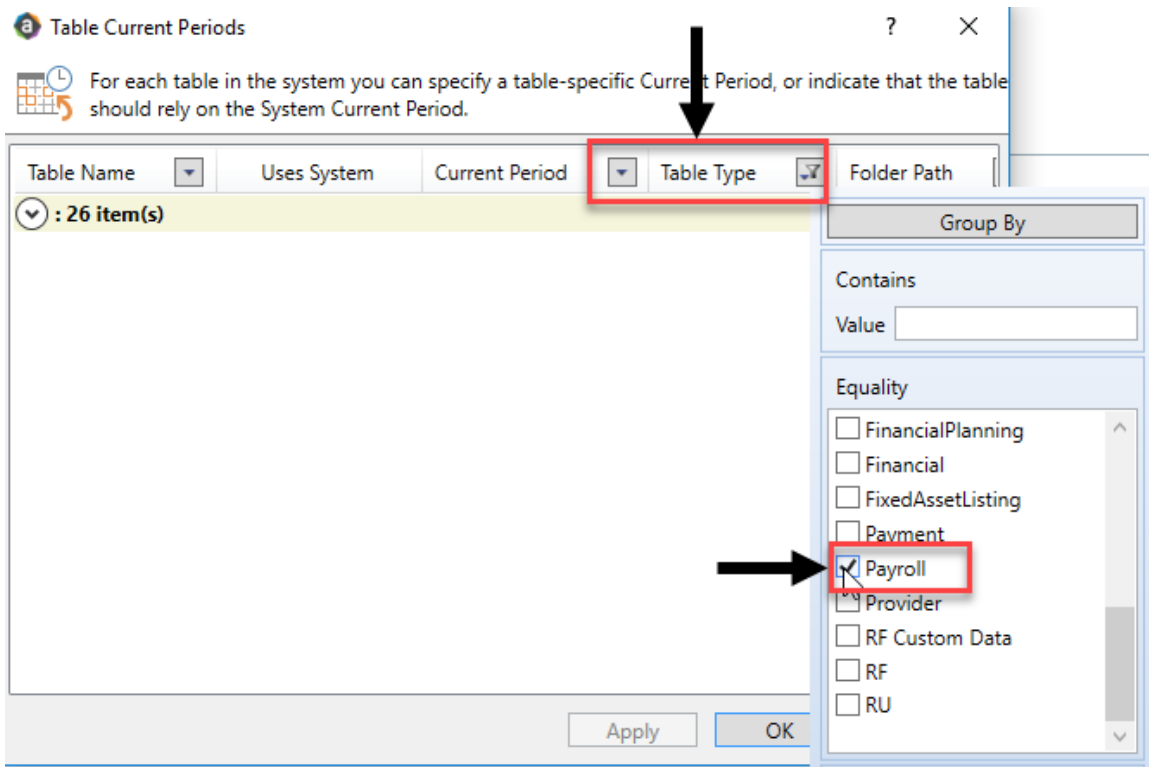 Table Current Periods
?
For each table in the system you can specify a table-specific Current Period, or indicate that the table
should rely on the System Current Period.
Table Name Uses System Current Period Table Type Folder Path
: 26 item(s)
Group By
Contains
Value
Equality
FinancialPlanning
Financial
FixedAssetListing
Payment
Payroll
Provider
RF Custom Data
RF
RU
Apply OK